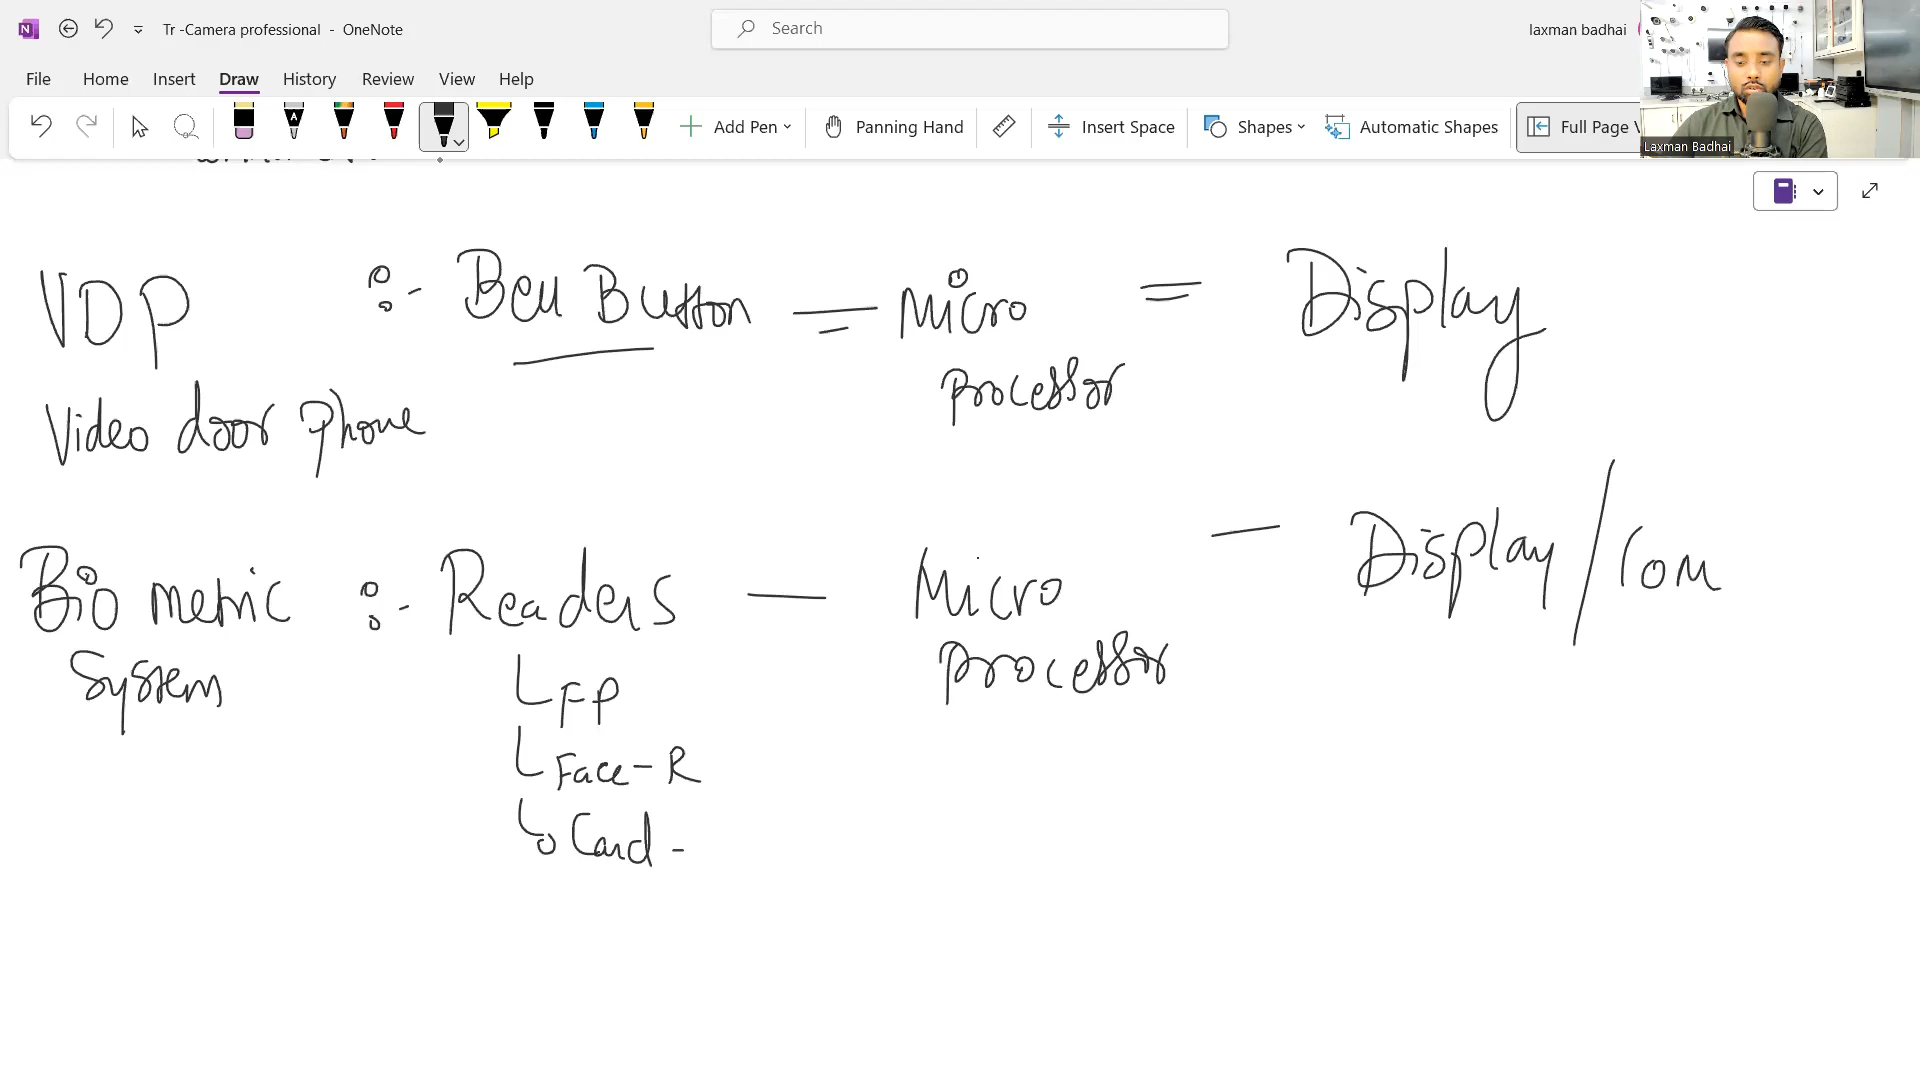 Tr -Camera professional - OneNote
Search
laxman badhai
File Home Insert Draw History Review View Help
Add Pen Panning Hand Insert Space Shapes Automatic Shapes Full Page V
Laxman Badhai
VDP :- Bell Button = Micro = Display
Processor
Video door Phone
Bio metric :- Readers - Micro - Display / Com
System Processor
FP
Face-R
Card -